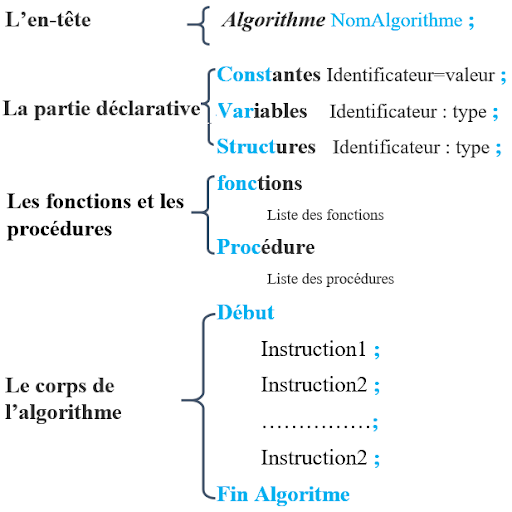 L'en-tête
Algorithme NomAlgorithme ;
La partie déclarative
Constantes Identificateur=valeur ;
Variables Identificateur : type ;
Structures Identificateur : type ;
Les fonctions et les
procédures
fonctions
Liste des fonctions
Procédure
Liste des procédures
Le corps de
l'algorithme
Début
Instruction1 ;
Instruction2 ;
……………;
Instruction2 ;
Fin Algoritme